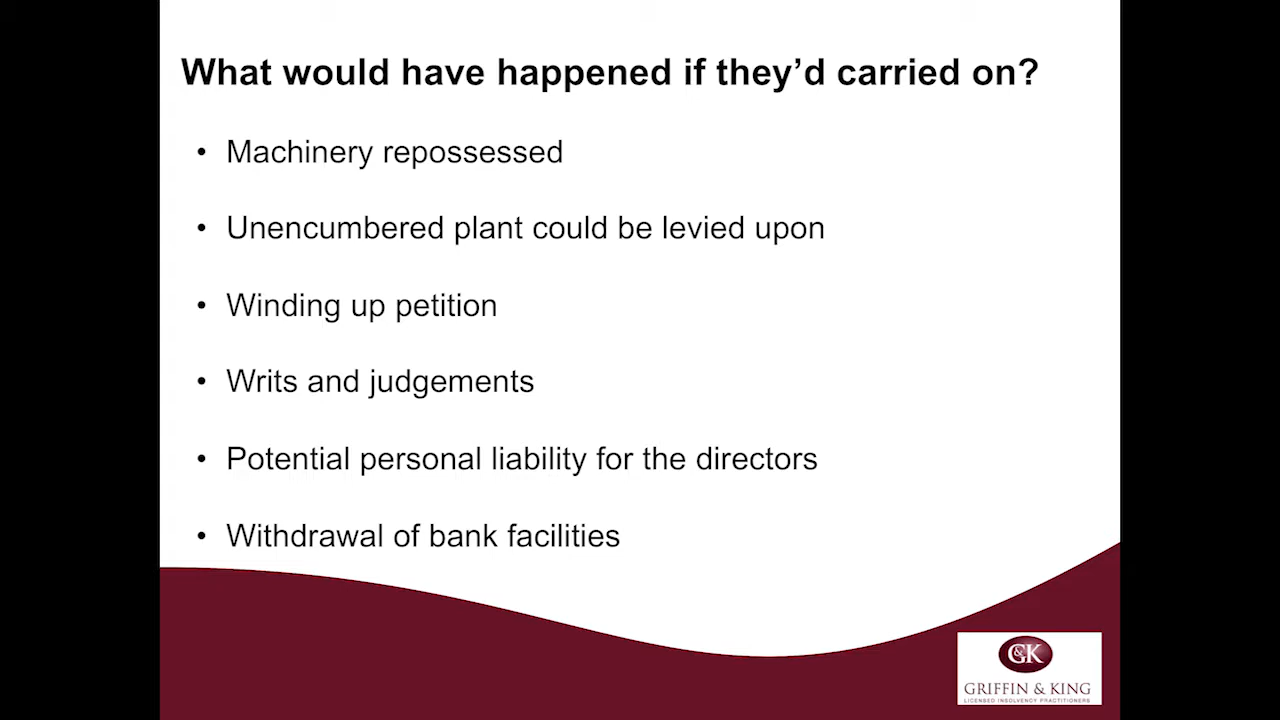 What would have happened if they’d carried on?
• Machinery repossessed
• Unencumbered plant could be levied upon
• Winding up petition
• Writs and judgements
• Potential personal liability for the directors
• Withdrawal of bank facilities
G&K
GRIFFIN & KING
LICENSED INSOLVENCY PRACTITIONERS